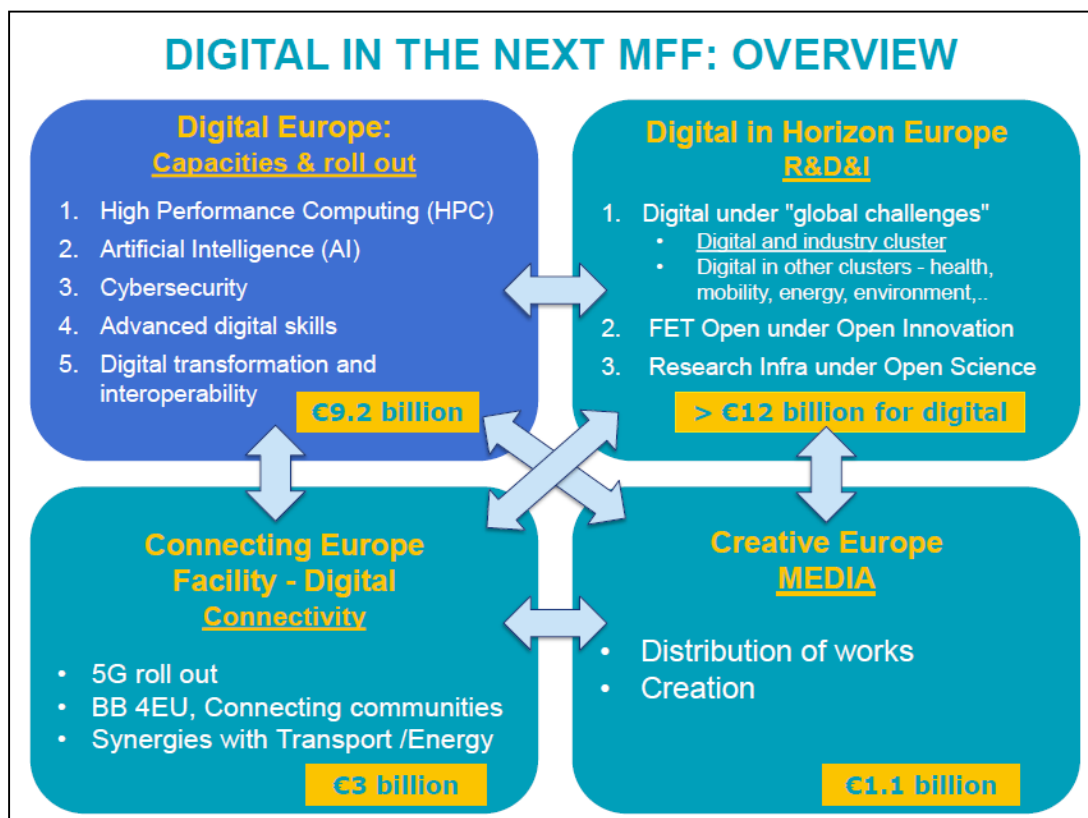 DIGITAL IN THE NEXT MFF: OVERVIEW
Digital Europe:
Capacities & roll out
1. High Performance Computing (HPC)
2. Artificial Intelligence (AI)
3. Cybersecurity
4. Advanced digital skills
5. Digital transformation and
interoperability
€9.2 billion
Digital in Horizon Europe
R&D&I
1. Digital under "global challenges"
• Digital and industry cluster
• Digital in other clusters - health,
mobility, energy, environment,..
2. FET Open under Open Innovation
3. Research Infra under Open Science
> €12 billion for digital
Connecting Europe
Facility - Digital
Connectivity
• 5G roll out
• BB 4EU, Connecting communities
• Synergies with Transport /Energy
€3 billion
Creative Europe
MEDIA
• Distribution of works
• Creation
€1.1 billion